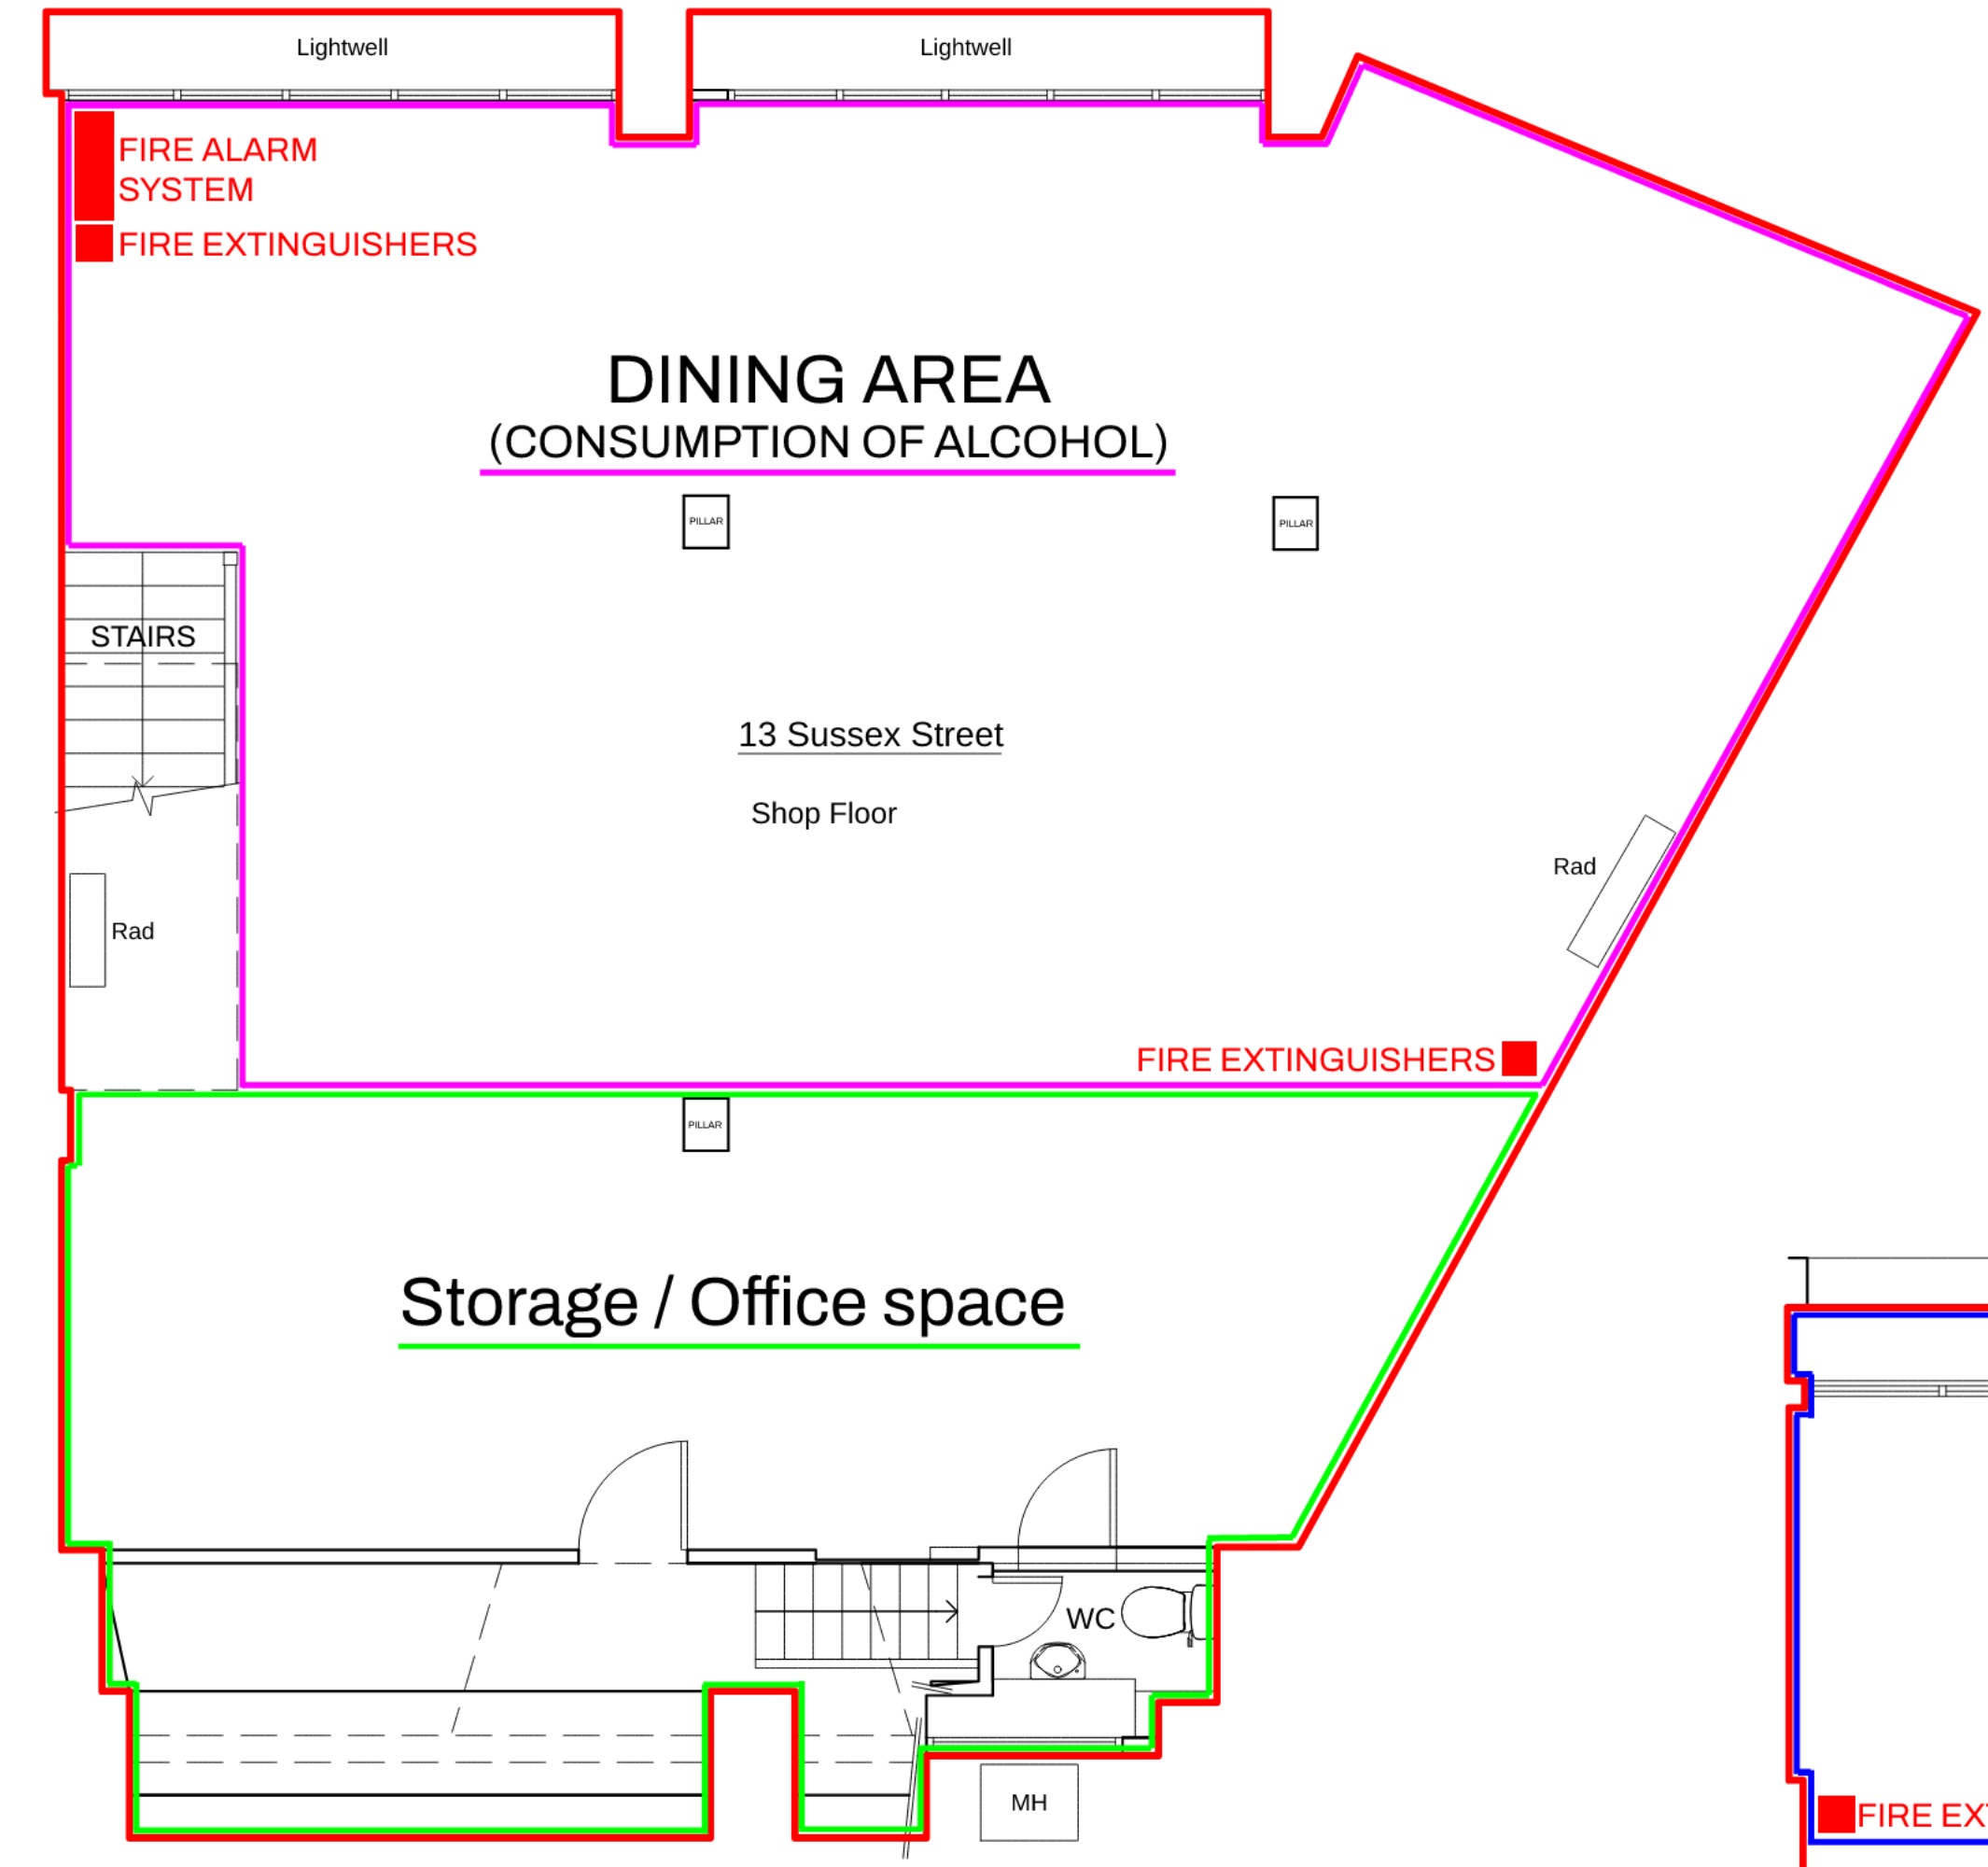 Lightwell
Lightwell
FIRE ALARM
SYSTEM
FIRE EXTINGUISHERS
DINING AREA
(CONSUMPTION OF ALCOHOL)
PILLAR
PILLAR
STAIRS
13 Sussex Street
Shop Floor
Rad
Rad
FIRE EXTINGUISHERS
PILLAR
Storage / Office space
WC
MH
FIRE EX